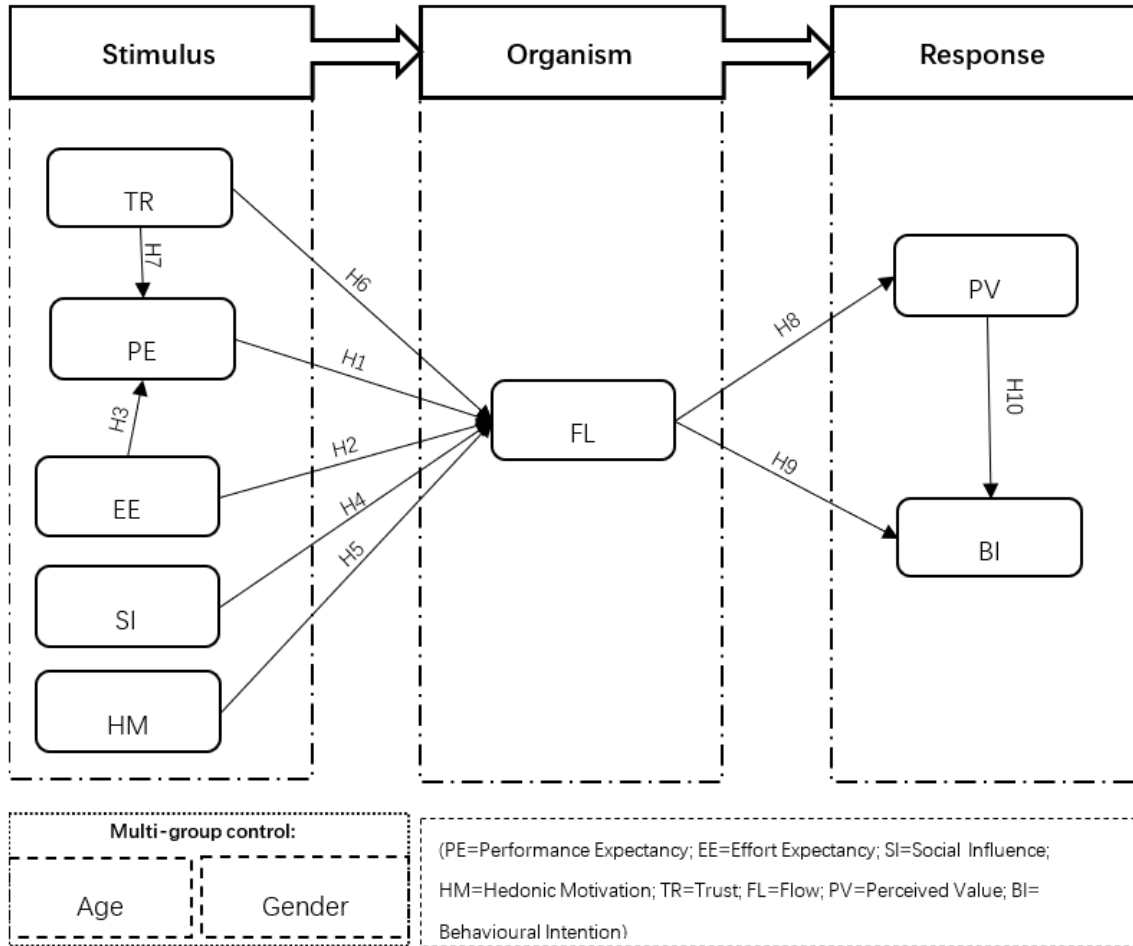 Stimulus
Organism
Response
TR
H7
H6
PE
H1
H3
EE
H2
SI
H4
HM
H5
FL
H8
H9
PV
H10
BI
Multi-group control:
Age
Gender
(PE=Performance Expectancy; EE=Effort Expectancy; SI=Social Influence;
HM=Hedonic Motivation; TR=Trust; FL=Flow; PV=Perceived Value; BI=
Behavioural Intention)